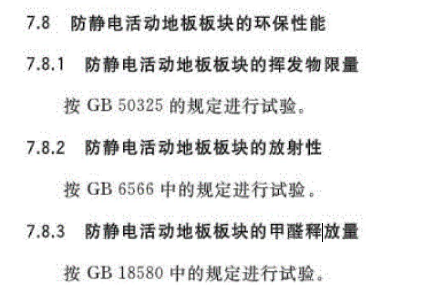 7.8 防静电活动地板板块的环保性能
7.8.1 防静电活动地板板块的挥发物限量
按 GB 50325 的规定进行试验。
7.8.2 防静电活动地板板块的放射性
按 GB 6566 中的规定进行试验。
7.8.3 防静电活动地板板块的甲醛释放量
按 GB 18580 中的规定进行试验。